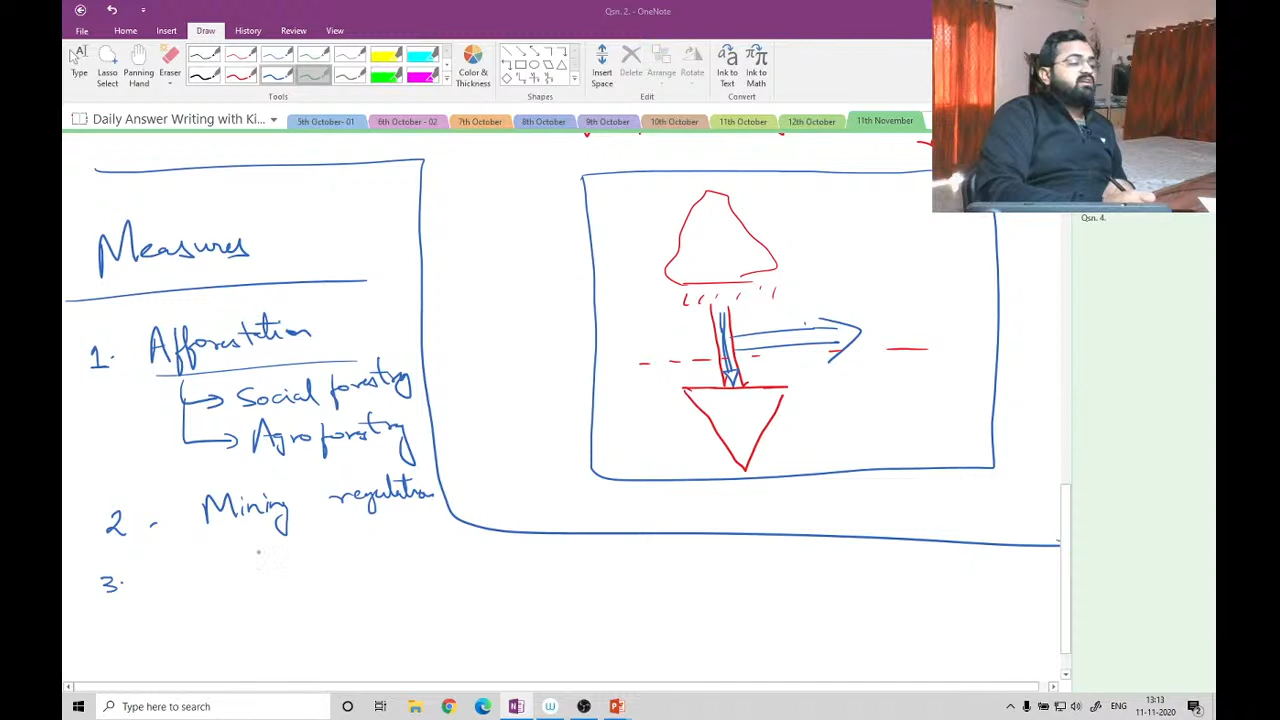 Qsn. 2. - OneNote
File Home Insert Draw History Review View
Type
Lasso Select
Panning Hand
Eraser
Color & Thickness
Insert Space
Delete
Arrange
Rotate
Ink to Text
Ink to Math
Tools Shapes Edit Convert
Daily Answer Writing with Ki... 5th October- 01 6th October - 02 7th October 8th October 9th October 10th October 11th October 12th October 11th November
Qsn. 4.
Measures
1. Afforestation
Social forestry
Agroforestry
2. Mining regulation
3.
Type here to search
ENG
13:13
11-11-2020
2